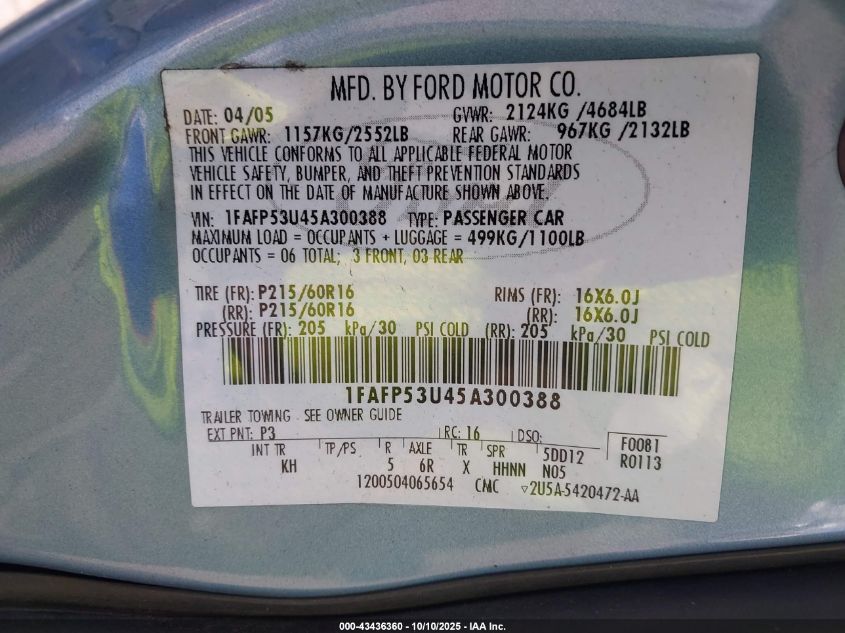 MFD. BY FORD MOTOR CO.
DATE: 04/05 GVWR: 2124KG /4684LB
FRONT GAWR: 1157KG/2552LB REAR GAWR: 967KG /2132LB
THIS VEHICLE CONFORMS TO ALL APPLICABLE FEDERAL MOTOR
VEHICLE SAFETY, BUMPER, AND THEFT PREVENTION STANDARDS
IN EFFECT ON THE DATE OF MANUFACTURE SHOWN ABOVE.
VIN: 1FAFP53U45A300388 TYPE: PASSENGER CAR
MAXIMUM LOAD = OCCUPANTS + LUGGAGE = 499KG/1100LB
OCCUPANTS = 06 TOTAL; 3 FRONT, 03 REAR
TIRE (FR): P215/60R16 RIMS (FR): 16X6.0J
(RR): P215/60R16 (RR): 16X6.0J
PRESSURE (FR): 205 kPa/30 PSI COLD (RR): 205 kPa/30 PSI COLD
1FAFP53U45A300388
TRAILER TOWING - SEE OWNER GUIDE
EXT PNT: P3 RC: 16 DSO: F0081
INT TR TP/PS R AXLE TR SPR 5DD12 R0113
KH 5 6R X HHNN N05
1200504065654 CMC ▽2U5A-5420472-AA
000-43436360 - 10/10/2025 - IAA Inc.